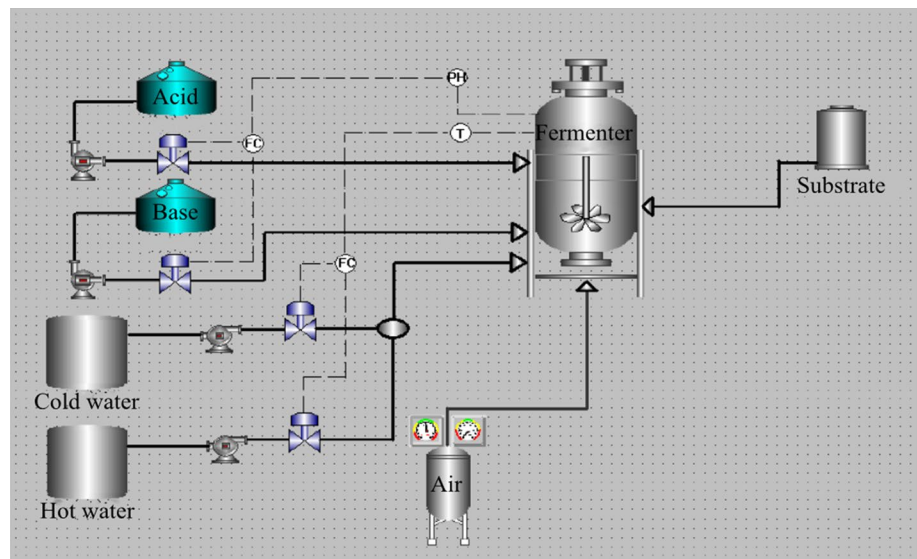 Acid
PH
FC
T
Fermenter
Substrate
Base
FC
Cold water
Air
Hot water